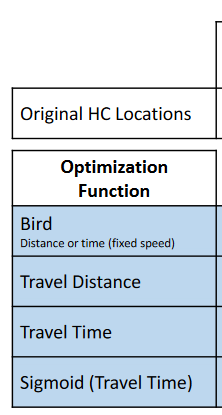 Original HC Locations
Optimization
Function
Bird
Distance or time (fixed speed)
Travel Distance
Travel Time
Sigmoid (Travel Time)